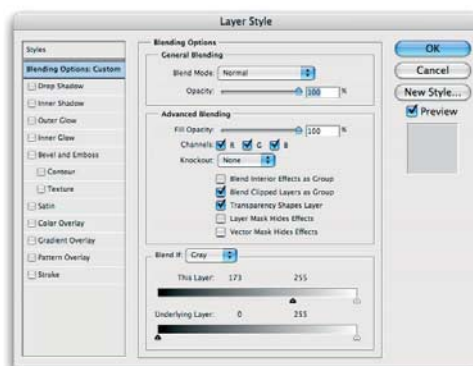 Layer Style
Styles
Blending Options: Custom
Drop Shadow
Inner Shadow
Outer Glow
Inner Glow
Bevel and Emboss
Contour
Texture
Satin
Color Overlay
Gradient Overlay
Pattern Overlay
Stroke
Blending Options
General Blending
Blend Mode: Normal
Opacity: 100 %
Advanced Blending
Fill Opacity: 100 %
Channels: R G B
Knockout: None
Blend Interior Effects as Group
Blend Clipped Layers as Group
Transparency Shapes Layer
Layer Mask Hides Effects
Vector Mask Hides Effects
Blend If: Gray
This Layer: 173 255
Underlying Layer: 0 255
OK
Cancel
New Style...
Preview